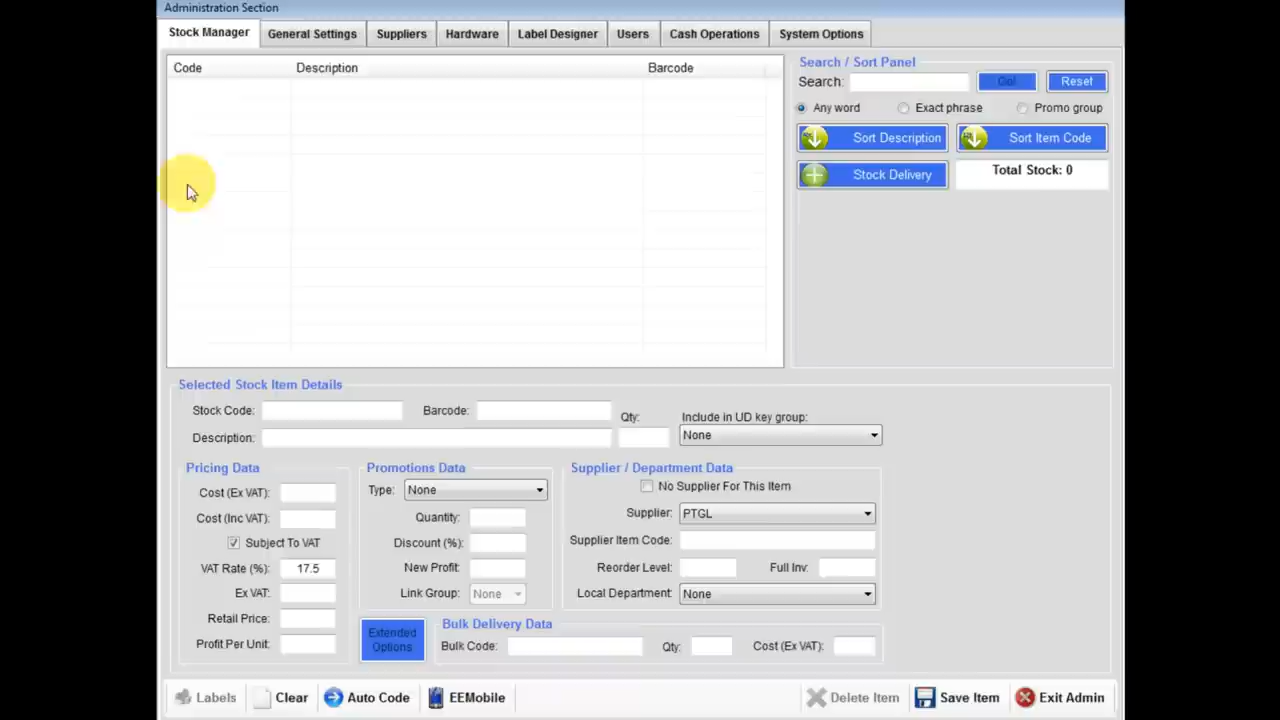 Administration Section
Stock Manager General Settings Suppliers Hardware Label Designer Users Cash Operations System Options
Code Description Barcode
Search / Sort Panel
Search: Go! Reset
Any word Exact phrase Promo group
Sort Description Sort Item Code
Stock Delivery Total Stock: 0
Selected Stock Item Details
Stock Code: Barcode: Qty: Include in UD key group:
Description: None
Pricing Data Promotions Data Supplier / Department Data
Cost (Ex VAT): Type: None No Supplier For This Item
Cost (Inc VAT): Quantity: Supplier: PTGL
Subject To VAT Discount (%): Supplier Item Code:
VAT Rate (%): 17.5 New Profit: Reorder Level: Full Inv:
Ex VAT: Link Group: None Local Department: None
Retail Price: Extended Options Bulk Delivery Data
Profit Per Unit: Bulk Code: Qty: Cost (Ex VAT):
Labels Clear Auto Code EEMobile Delete Item Save Item Exit Admin